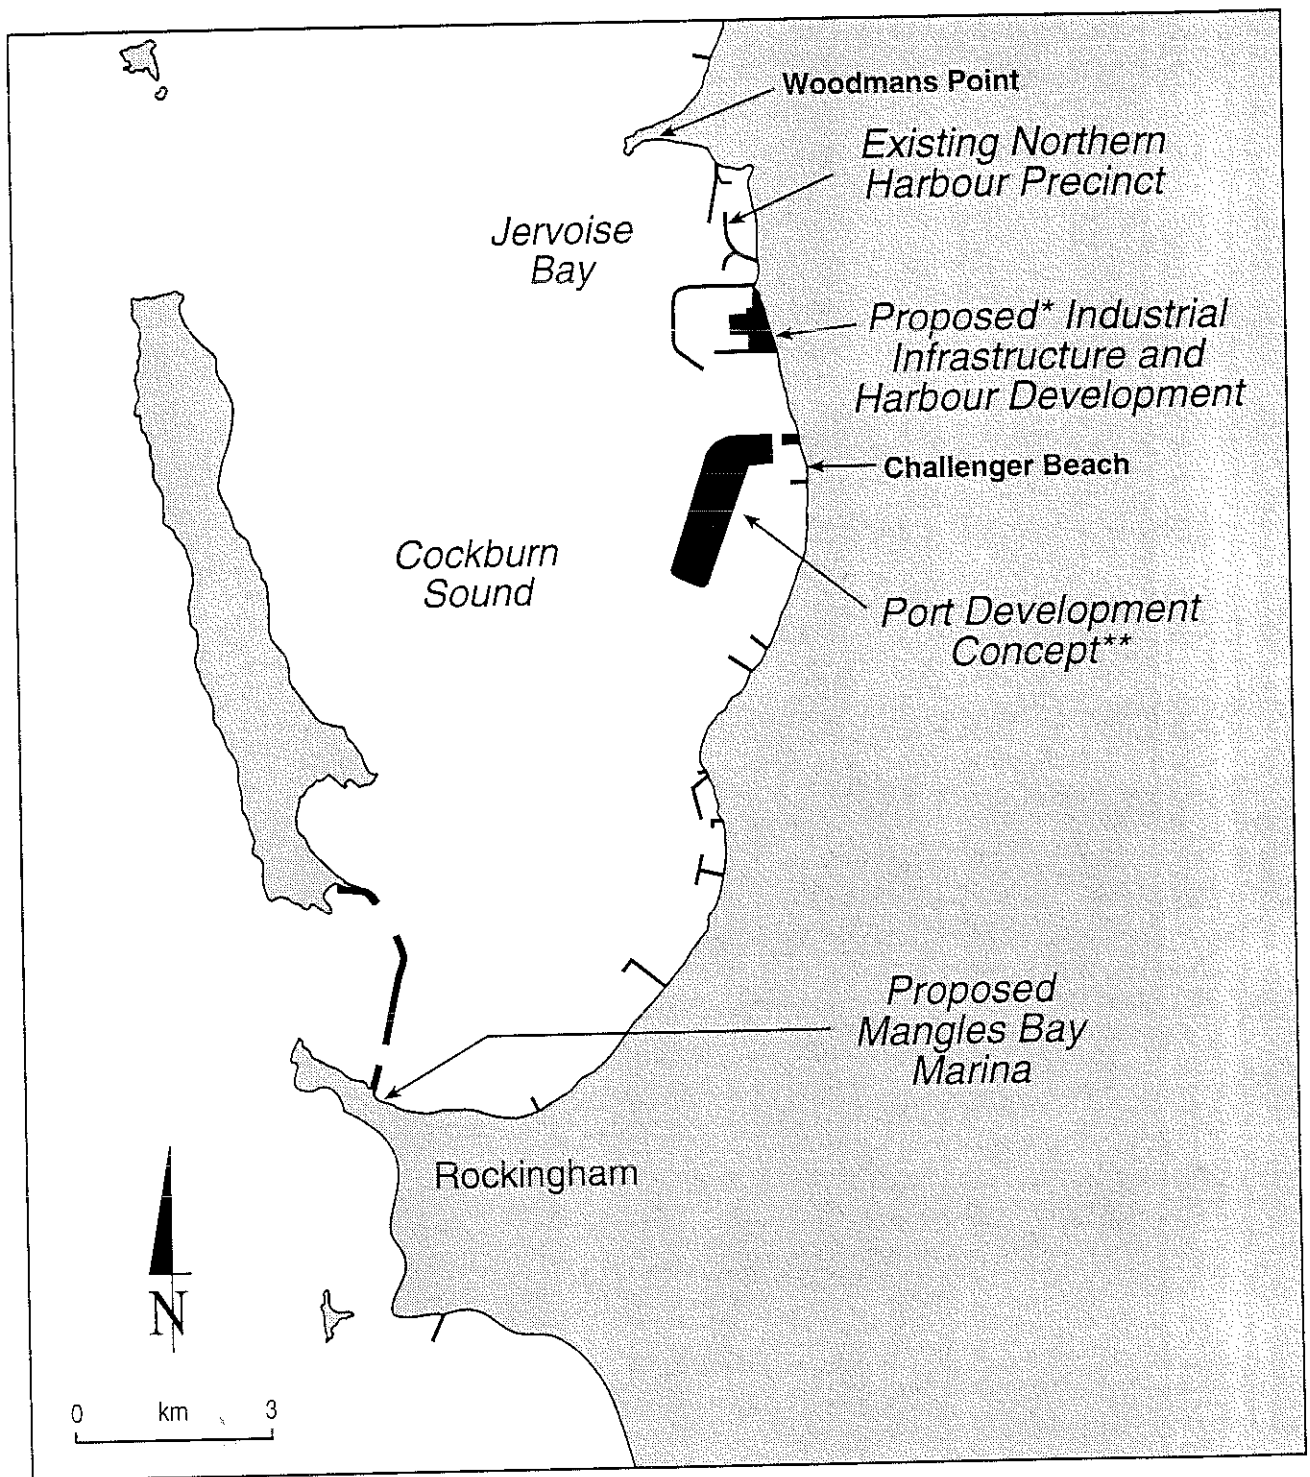 Woodmans Point
Existing Northern
Harbour Precinct
Jervoise
Bay
Proposed* Industrial
Infrastructure and
Harbour Development
Challenger Beach
Cockburn
Sound
Port Development
Concept**
Proposed
Mangles Bay
Marina
Rockingham
N
0 km 3